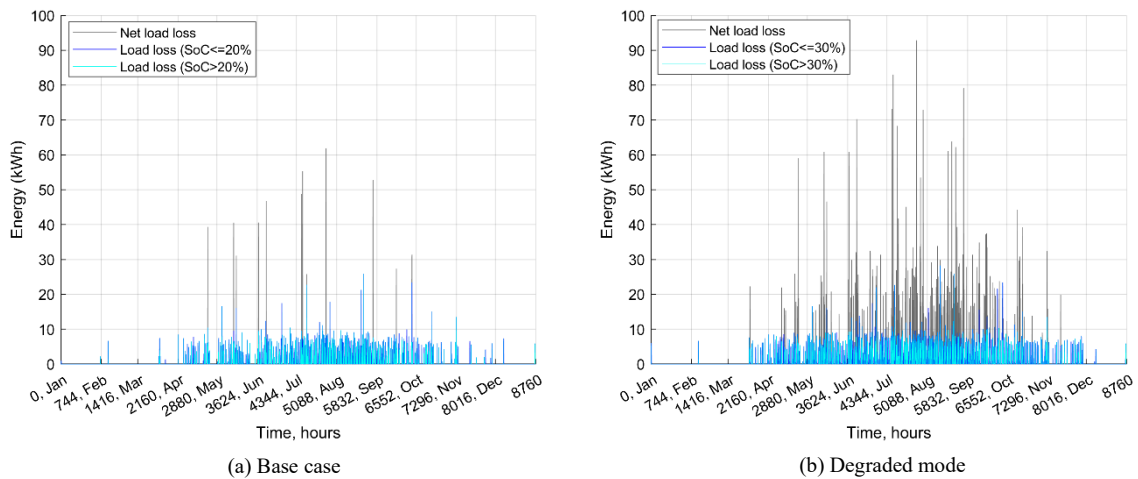 100
90
80
70
60
50
40
30
20
10
0
Energy (kWh)
Net load loss
Load loss (SoC<=20%
Load loss (SoC>20%)
0, Jan
744, Feb
1416, Mar
2160, Apr
2880, May
3624, Jun
4344, Jul
5088, Aug
5832, Sep
6552, Oct
7296, Nov
8016, Dec
8760
Time, hours
(a) Base case
100
90
80
70
60
50
40
30
20
10
0
Energy (kWh)
Net load loss
Load loss (SoC<=30%)
Load loss (SoC>30%)
0, Jan
744, Feb
1416, Mar
2160, Apr
2880, May
3624, Jun
4344, Jul
5088, Aug
5832, Sep
6552, Oct
7296, Nov
8016, Dec
8760
Time, hours
(b) Degraded mode